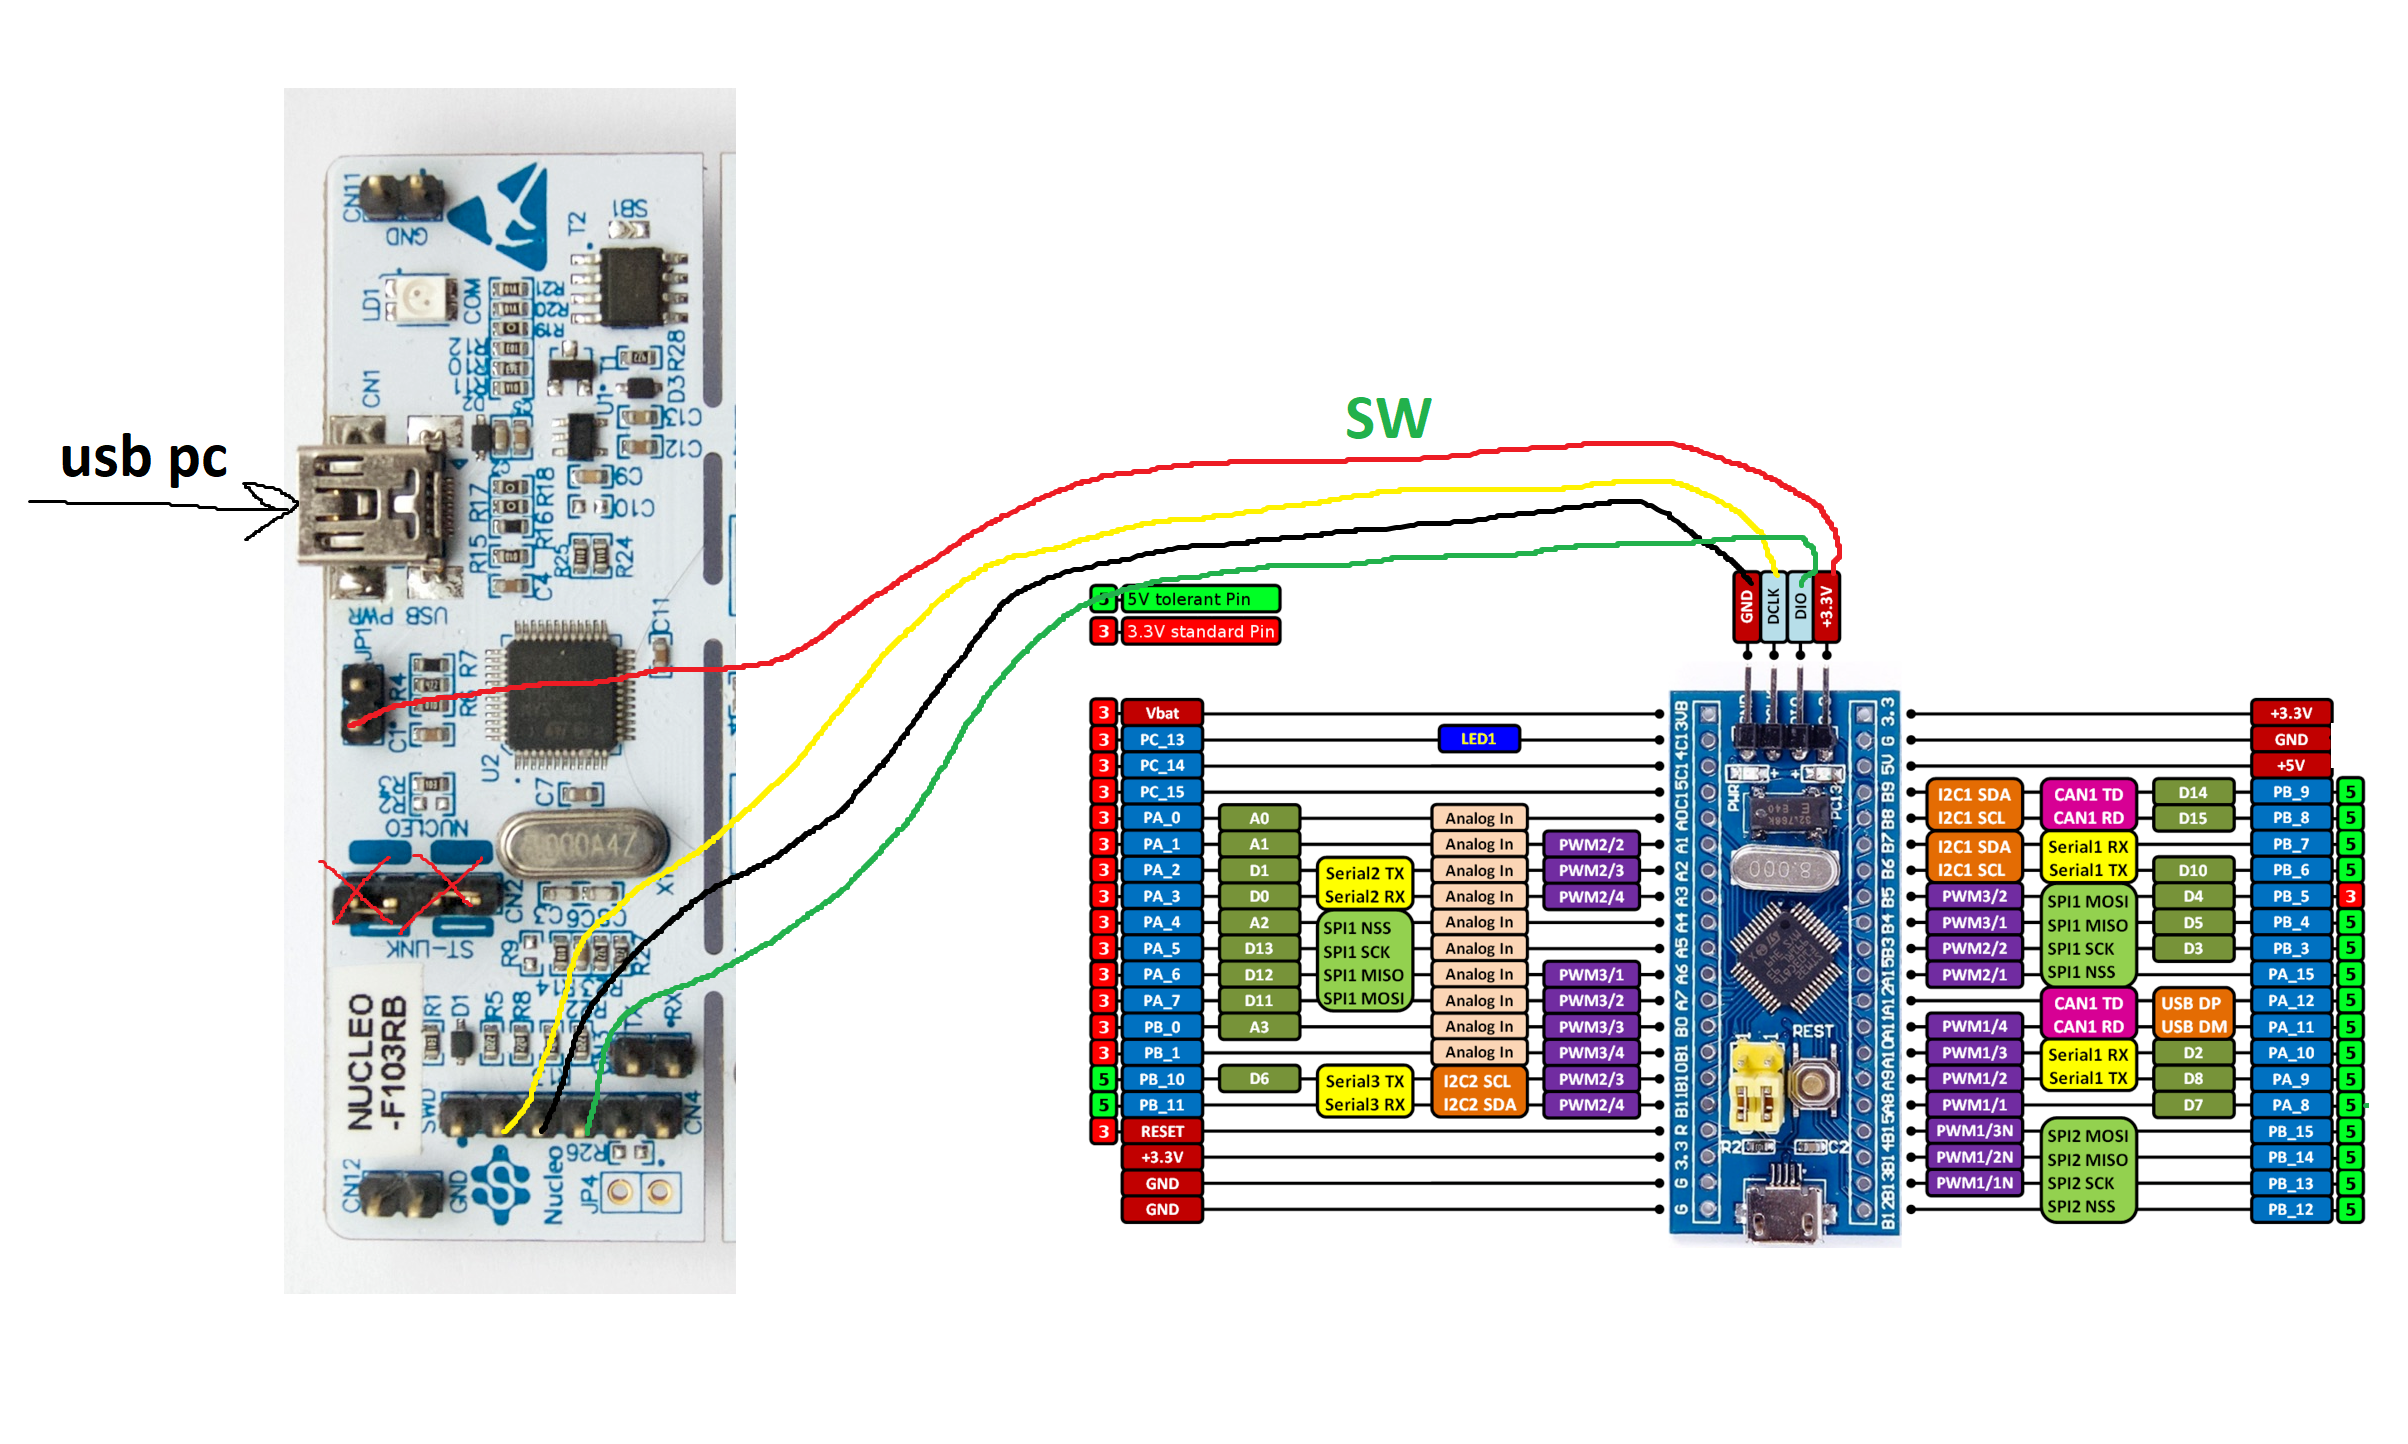 usb pc
SW
CN11
GND
LD1
COM
T2
SB1
R21
R20
R19
R28
D3
T1
U1
CN1
D2
C13
C12
C9
C10
R18
R17
R16
R15
R25
R24
C4
USB PWR
JP1
R7
R4
R6
C1
C11
U2
C7
NUCLEO
CN2
ST-LINK
C3
C6
R9
R27
R14
NUCLEO
-F103RB
R1
D1
R5
R8
TX
RX
CN3
SWD
CN4
R26
CN12
GND
Nucleo
JP4
5 5V tolerant Pin
3 3.3V standard Pin
GND DCLK DIO +3.3V
3 Vbat
3 PC_13 LED1
3 PC_14
3 PC_15
3 PA_0 A0 Analog In
3 PA_1 A1 Analog In PWM2/2
3 PA_2 D1 Serial2 TX Analog In PWM2/3
3 PA_3 D0 Serial2 RX Analog In PWM2/4
3 PA_4 A2 SPI1 NSS Analog In
3 PA_5 D13 SPI1 SCK Analog In
3 PA_6 D12 SPI1 MISO Analog In PWM3/1
3 PA_7 D11 SPI1 MOSI Analog In PWM3/2
3 PB_0 A3 Analog In PWM3/3
3 PB_1 Analog In PWM3/4
5 PB_10 D6 Serial3 TX I2C2 SCL PWM2/3
5 PB_11 Serial3 RX I2C2 SDA PWM2/4
3 RESET
+3.3V
GND
GND
PWR
PC13
8.000
REST
R2
C2
VB
C13
C14
C15
A0
A1
A2
A3
A4
A5
A6
A7
B0
B1
B10
B11
R
3.3
G
G
3.3
G
5V
B9
B8
B7
B6
B5
B4
B3
A15
A12
A11
A10
A9
A8
B15
B14
B13
B12
+3.3V
GND
+5V
I2C1 SDA CAN1 TD D14 PB_9 5
I2C1 SCL CAN1 RD D15 PB_8 5
I2C1 SDA Serial1 RX PB_7 5
I2C1 SCL Serial1 TX D10 PB_6 5
PWM3/2 SPI1 MOSI D4 PB_5 3
PWM3/1 SPI1 MISO D5 PB_4 5
PWM2/2 SPI1 SCK D3 PB_3 5
PWM2/1 SPI1 NSS PA_15 5
CAN1 TD USB DP PA_12 5
PWM1/4 CAN1 RD USB DM PA_11 5
PWM1/3 Serial1 RX D2 PA_10 5
PWM1/2 Serial1 TX D8 PA_9 5
PWM1/1 D7 PA_8 5
PWM1/3N SPI2 MOSI PB_15 5
PWM1/2N SPI2 MISO PB_14 5
PWM1/1N SPI2 SCK PB_13 5
SPI2 NSS PB_12 5